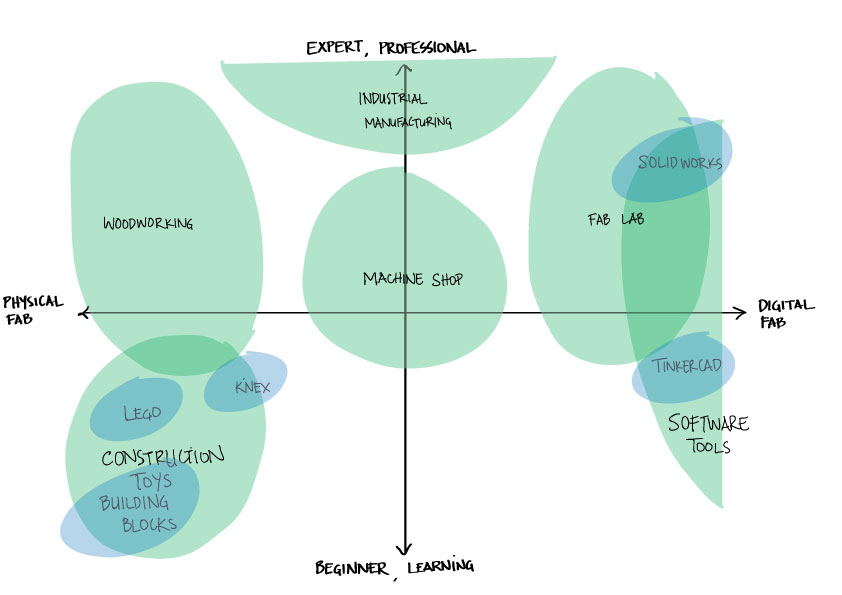 EXPERT, PROFESSIONAL
INDUSTRIAL
MANUFACTURING
SOLIDWORKS
WOODWORKING
FAB LAB
MACHINE SHOP
PHYSICAL
FAB
DIGITAL
FAB
TINKERCAD
KNEX
LEGO
SOFTWARE
TOOLS
CONSTRUCTION
TOYS
BUILDING
BLOCKS
BEGINNER, LEARNING